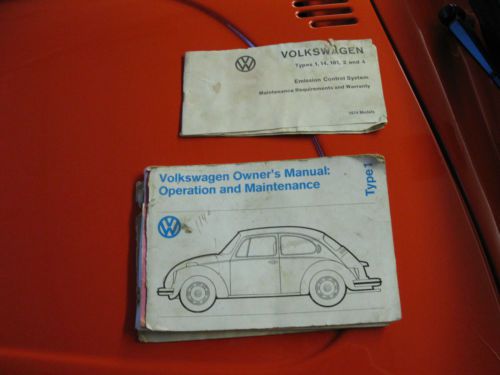 VOLKSWAGEN
Types 1, 14, 181, 2 and 4
Emission Control System
Maintenance Requirements and Warranty
1974 Models
Volkswagen Owner's Manual:
Operation and Maintenance
Type 1